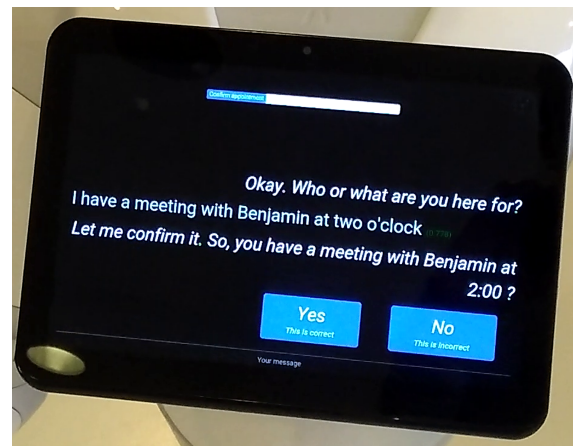 Confirm appointment
Okay. Who or what are you here for?
I have a meeting with Benjamin at two o'clock (0.778)
Let me confirm it. So, you have a meeting with Benjamin at
2:00 ?
Yes
This is correct
No
This is incorrect
Your message